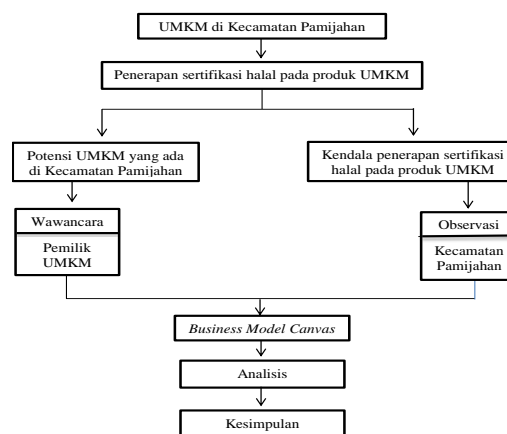 UMKM di Kecamatan Pamijahan
Penerapan sertifikasi halal pada produk UMKM
Potensi UMKM yang ada
di Kecamatan Pamijahan
Kendala penerapan sertifikasi
halal pada produk UMKM
Wawancara
Pemilik
UMKM
Observasi
Kecamatan
Pamijahan
Business Model Canvas
Analisis
Kesimpulan